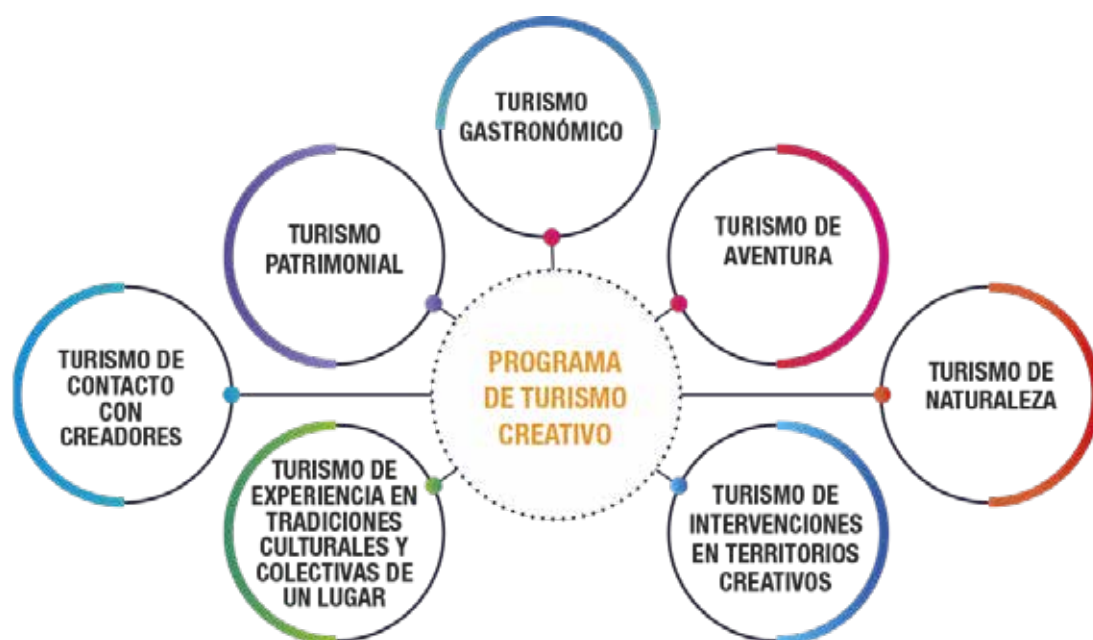 TURISMO
GASTRONÓMICO
TURISMO
PATRIMONIAL
TURISMO DE
AVENTURA
TURISMO DE
CONTACTO
CON
CREADORES
PROGRAMA
DE TURISMO
CREATIVO
TURISMO DE
NATURALEZA
TURISMO DE
EXPERIENCIA EN
TRADICIONES
CULTURALES Y
COLECTIVAS DE
UN LUGAR
TURISMO DE
INTERVENCIONES
EN TERRITORIOS
CREATIVOS